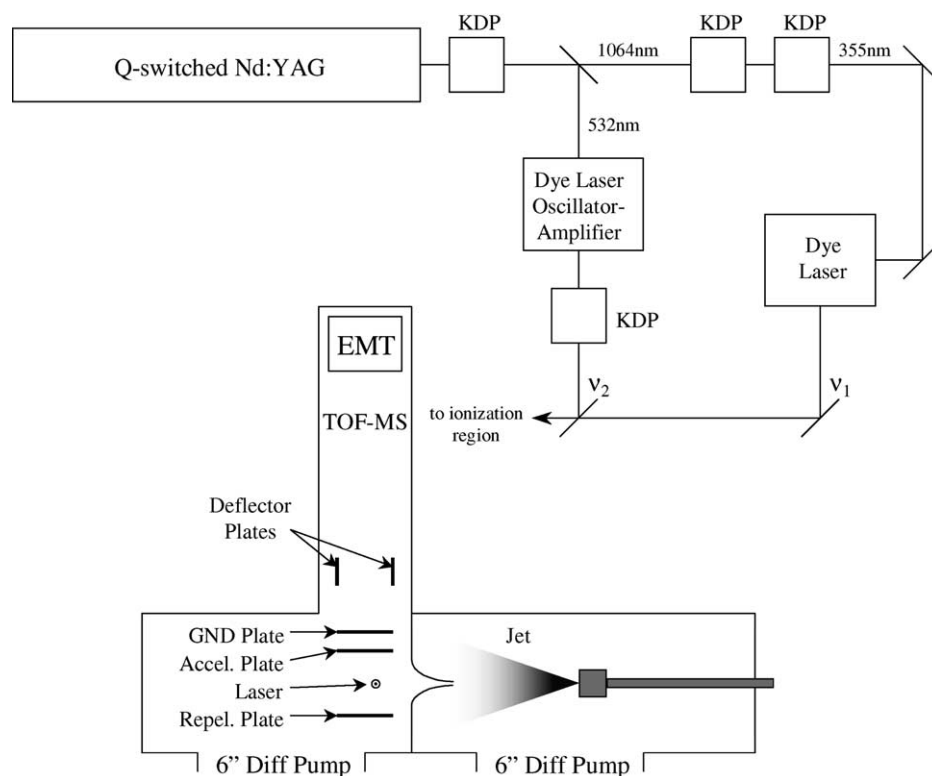 KDP
KDP
KDP
Q-switched Nd:YAG
1064nm
355nm
532nm
Dye Laser
Oscillator-
Amplifier
Dye
Laser
KDP
EMT
ν2
ν1
TOF-MS
to ionization
region
Deflector
Plates
GND Plate
Jet
Accel. Plate
Laser
Repel. Plate
6” Diff Pump
6” Diff Pump